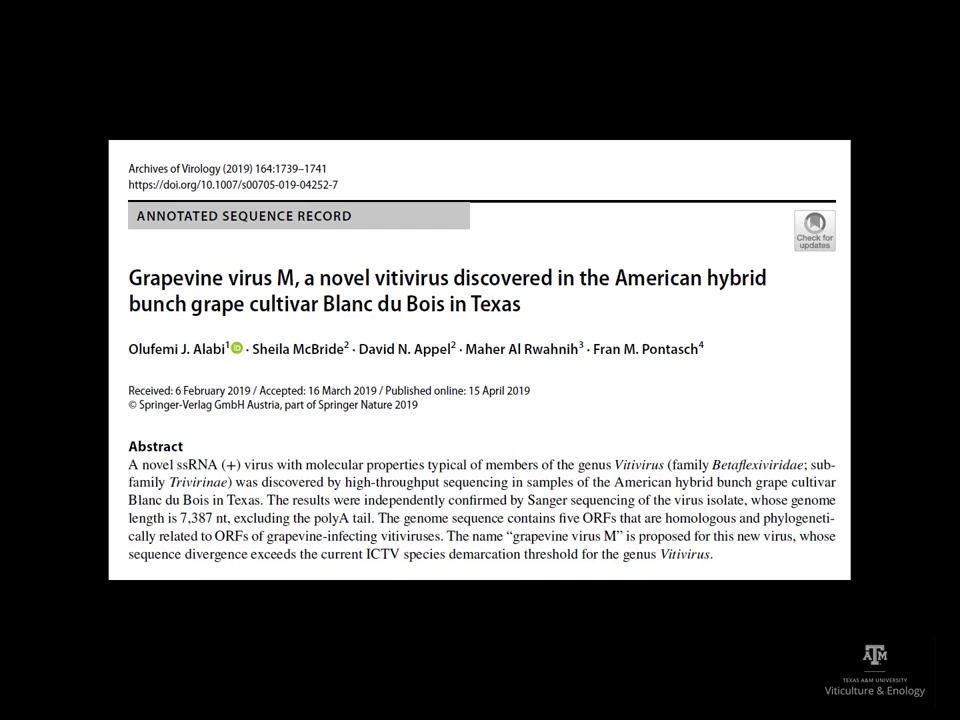 Archives of Virology (2019) 164:1739–1741
https://doi.org/10.1007/s00705-019-04252-7
ANNOTATED SEQUENCE RECORD
Check for
updates
Grapevine virus M, a novel vitivirus discovered in the American hybrid
bunch grape cultivar Blanc du Bois in Texas
Olufemi J. Alabi1 iD · Sheila McBride2 · David N. Appel2 · Maher Al Rwahnih3 · Fran M. Pontasch4
Received: 6 February 2019 / Accepted: 16 March 2019 / Published online: 15 April 2019
© Springer-Verlag GmbH Austria, part of Springer Nature 2019
Abstract
A novel ssRNA (+) virus with molecular properties typical of members of the genus Vitivirus (family Betaflexiviridae; sub-
family Trivirinae) was discovered by high-throughput sequencing in samples of the American hybrid bunch grape cultivar
Blanc du Bois in Texas. The results were independently confirmed by Sanger sequencing of the virus isolate, whose genome
length is 7,387 nt, excluding the polyA tail. The genome sequence contains five ORFs that are homologous and phylogeneti-
cally related to ORFs of grapevine-infecting vitiviruses. The name “grapevine virus M” is proposed for this new virus, whose
sequence divergence exceeds the current ICTV species demarcation threshold for the genus Vitivirus.
ATM
TEXAS A&M UNIVERSITY
Viticulture & Enology